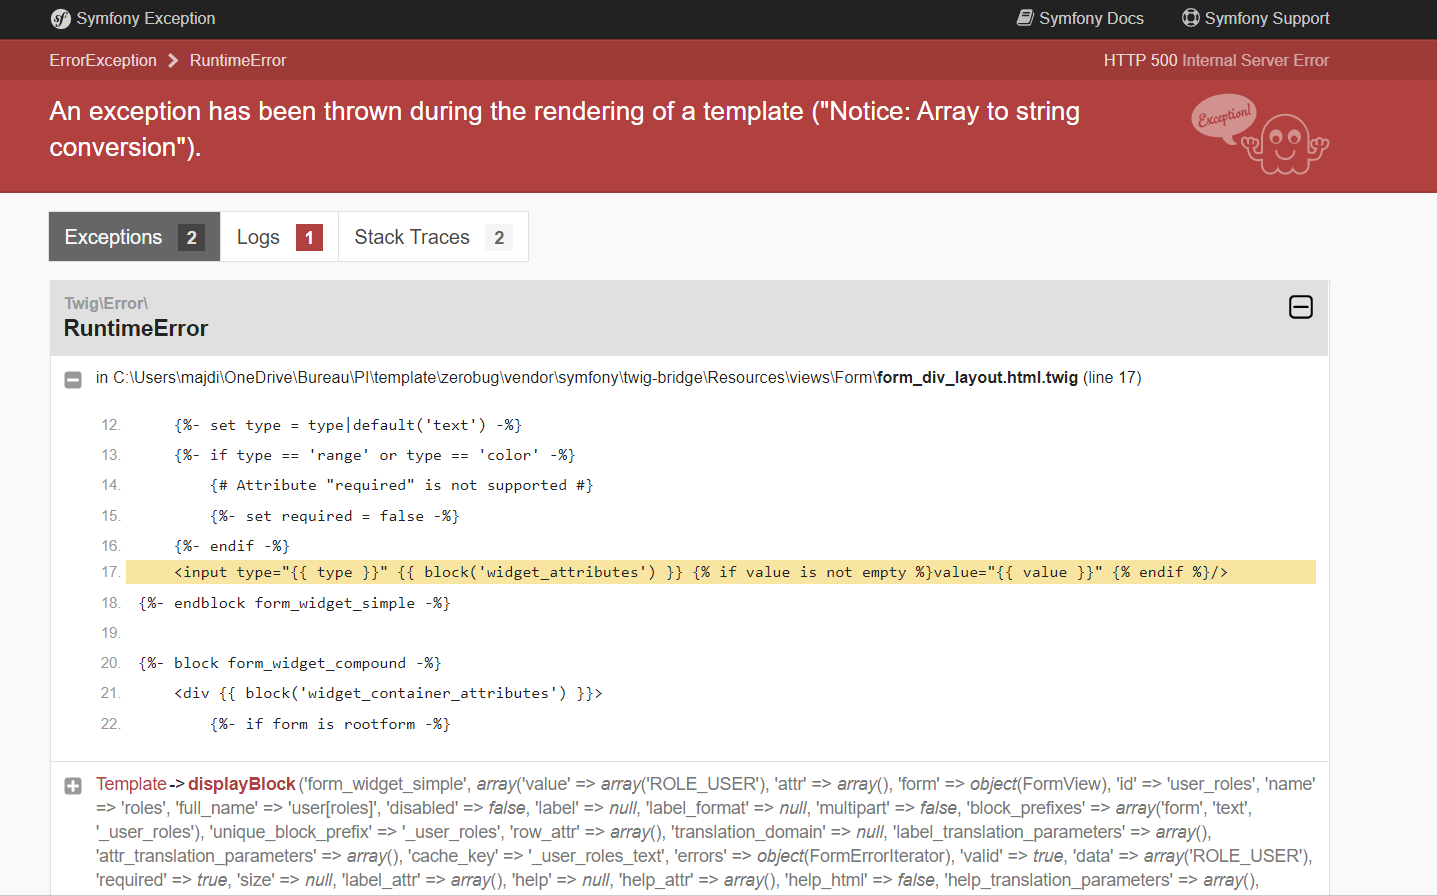 Symfony Exception
Symfony Docs
Symfony Support
ErrorException > RuntimeError
HTTP 500 Internal Server Error
An exception has been thrown during the rendering of a template ("Notice: Array to string
conversion").
Exception!
Exceptions 2
Logs 1
Stack Traces 2
Twig\Error\
RuntimeError
in C:\Users\majdi\OneDrive\Bureau\PI\template\zerobug\vendor\symfony\twig-bridge\Resources\views\Form\form_div_layout.html.twig (line 17)
12. {%- set type = type|default('text') -%}
13. {%- if type == 'range' or type == 'color' -%}
14. {# Attribute "required" is not supported #}
15. {%- set required = false -%}
16. {%- endif -%}
17. <input type="{{ type }}" {{ block('widget_attributes') }} {% if value is not empty %}value="{{ value }}" {% endif %}/>
18. {%- endblock form_widget_simple -%}
19.
20. {%- block form_widget_compound -%}
21. <div {{ block('widget_container_attributes') }}>
22. {%- if form is rootform -%}
Template->displayBlock('form_widget_simple', array('value' => array('ROLE_USER'), 'attr' => array(), 'form' => object(FormView), 'id' => 'user_roles', 'name'
=> 'roles', 'full_name' => 'user[roles]', 'disabled' => false, 'label' => null, 'label_format' => null, 'multipart' => false, 'block_prefixes' => array('form', 'text',
'_user_roles'), 'unique_block_prefix' => '_user_roles', 'row_attr' => array(), 'translation_domain' => null, 'label_translation_parameters' => array(),
'attr_translation_parameters' => array(), 'cache_key' => '_user_roles_text', 'errors' => object(FormErrorIterator), 'valid' => true, 'data' => array('ROLE_USER'),
'required' => true, 'size' => null, 'label_attr' => array(), 'help' => null, 'help_attr' => array(), 'help_html' => false, 'help_translation_parameters' => array(),